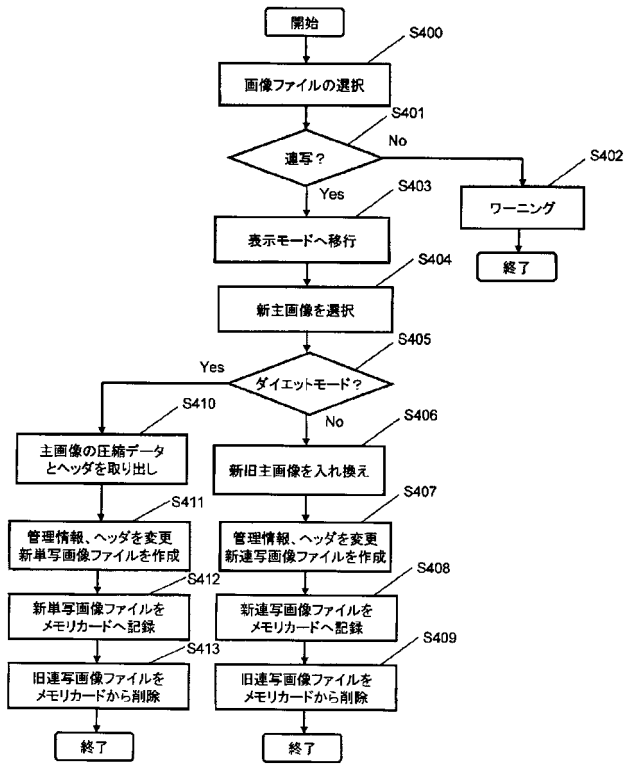 開始
S400
画像ファイルの選択
S401
連写?
No
S402
ワーニング
終了
Yes
S403
表示モードへ移行
S404
新主画像を選択
S405
ダイエットモード?
Yes
S410
主画像の圧縮データ
とヘッダを取り出し
S411
管理情報、ヘッダを変更
新単写画像ファイルを作成
S412
新単写画像ファイルを
メモリカードへ記録
S413
旧連写画像ファイルを
メモリカードから削除
終了
No
S406
新旧主画像を入れ換え
S407
管理情報、ヘッダを変更
新連写画像ファイルを作成
S408
新連写画像ファイルを
メモリカードへ記録
S409
旧連写画像ファイルを
メモリカードから削除
終了